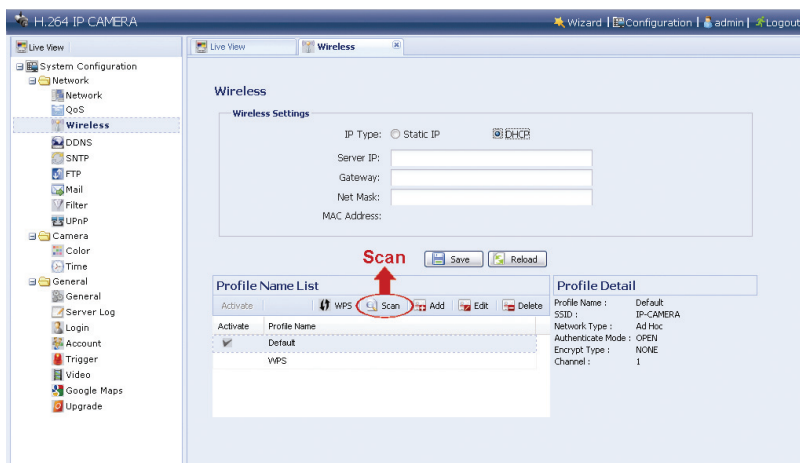 H.264 IP CAMERA
Wizard | Configuration | admin | Logout
Live View
System Configuration
Network
Network
QoS
Wireless
DDNS
SNTP
FTP
Mail
Filter
UPnP
Camera
Color
Time
General
General
Server Log
Login
Account
Trigger
Video
Google Maps
Upgrade
Live View
Wireless
Wireless
Wireless Settings
IP Type: Static IP DHCP
Server IP:
Gateway:
Net Mask:
MAC Address:
Scan
Save Reload
Profile Name List
Activate WPS Scan Add Edit Delete
Activate Profile Name
Default
WPS
Profile Detail
Profile Name : Default
SSID : IP-CAMERA
Network Type : Ad Hoc
Authenticate Mode : OPEN
Encrypt Type : NONE
Channel : 1